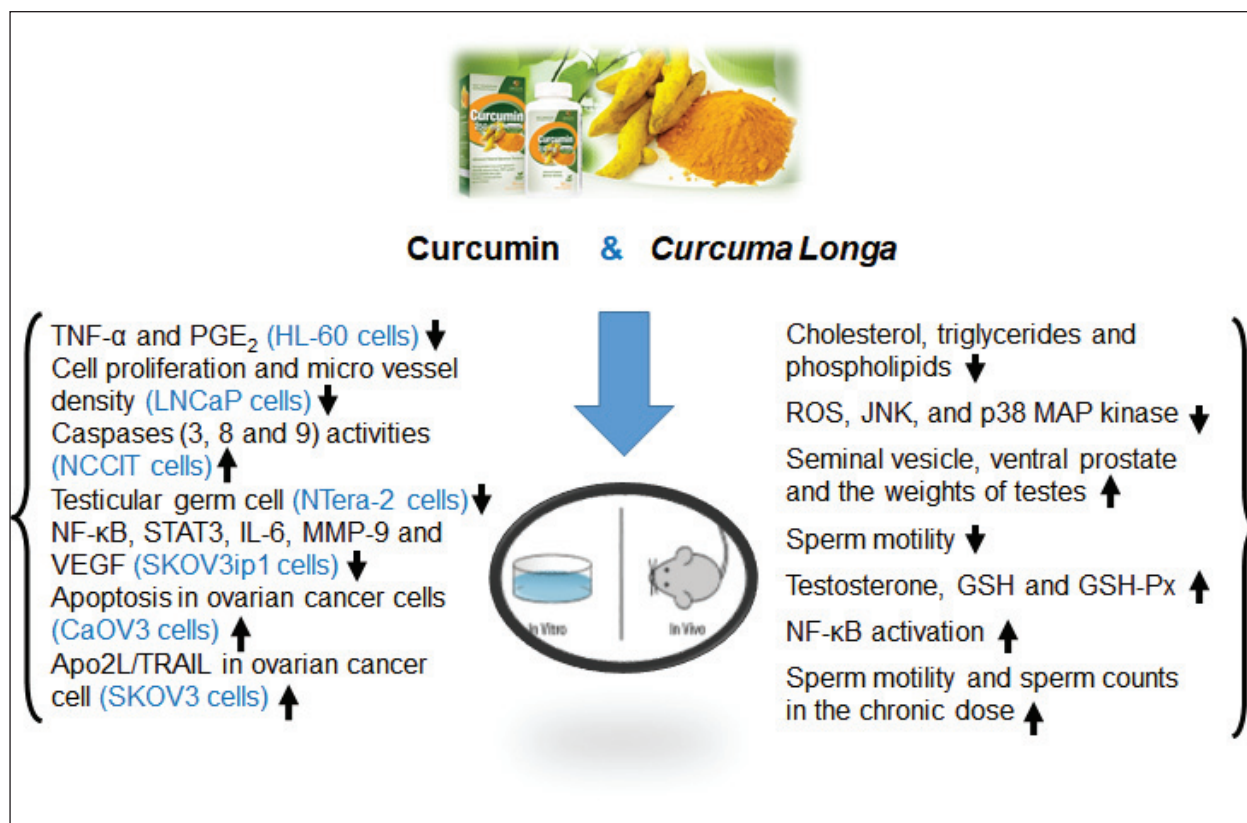 Curcumin
Curcumin
Curcumin & Curcuma Longa
TNF-α and PGE₂ (HL-60 cells) ↓
Cell proliferation and micro vessel
density (LNCaP cells) ↓
Caspases (3, 8 and 9) activities
(NCCIT cells) ↑
Testicular germ cell (NTera-2 cells) ↓
NF-κB, STAT3, IL-6, MMP-9 and
VEGF (SKOV3ip1 cells) ↓
Apoptosis in ovarian cancer cells
(CaOV3 cells) ↑
Apo2L/TRAIL in ovarian cancer
cell (SKOV3 cells) ↑
In Vitro
In Vivo
Cholesterol, triglycerides and
phospholipids ↓
ROS, JNK, and p38 MAP kinase ↓
Seminal vesicle, ventral prostate
and the weights of testes ↑
Sperm motility ↓
Testosterone, GSH and GSH-Px ↑
NF-κB activation ↑
Sperm motility and sperm counts
in the chronic dose ↑